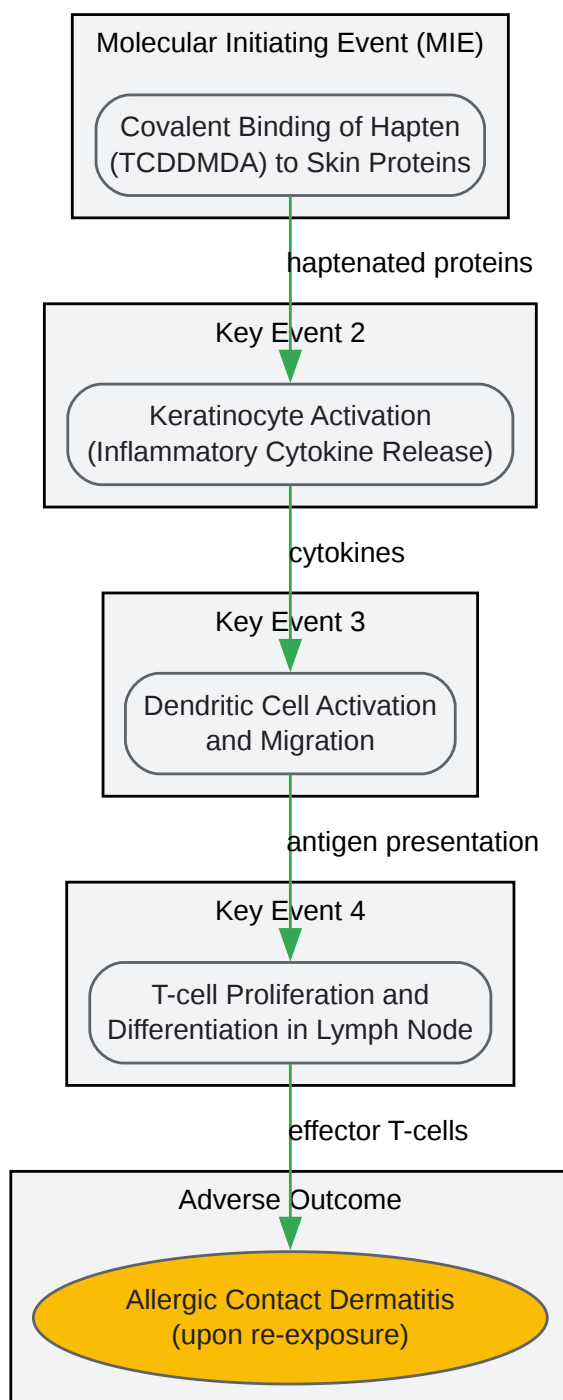 Molecular Initiating Event (MIE)
Covalent Binding of Hapten
(TCDDMDA) to Skin Proteins
haptenated proteins
Key Event 2
Keratinocyte Activation
(Inflammatory Cytokine Release)
cytokines
Key Event 3
Dendritic Cell Activation
and Migration
antigen presentation
Key Event 4
T-cell Proliferation and
Differentiation in Lymph Node
effector T-cells
Adverse Outcome
Allergic Contact Dermatitis
(upon re-exposure)